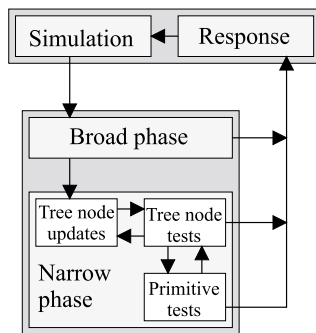 Simulation
Response
Broad phase
Tree node
updates
Tree node
tests
Narrow
phase
Primitive
tests